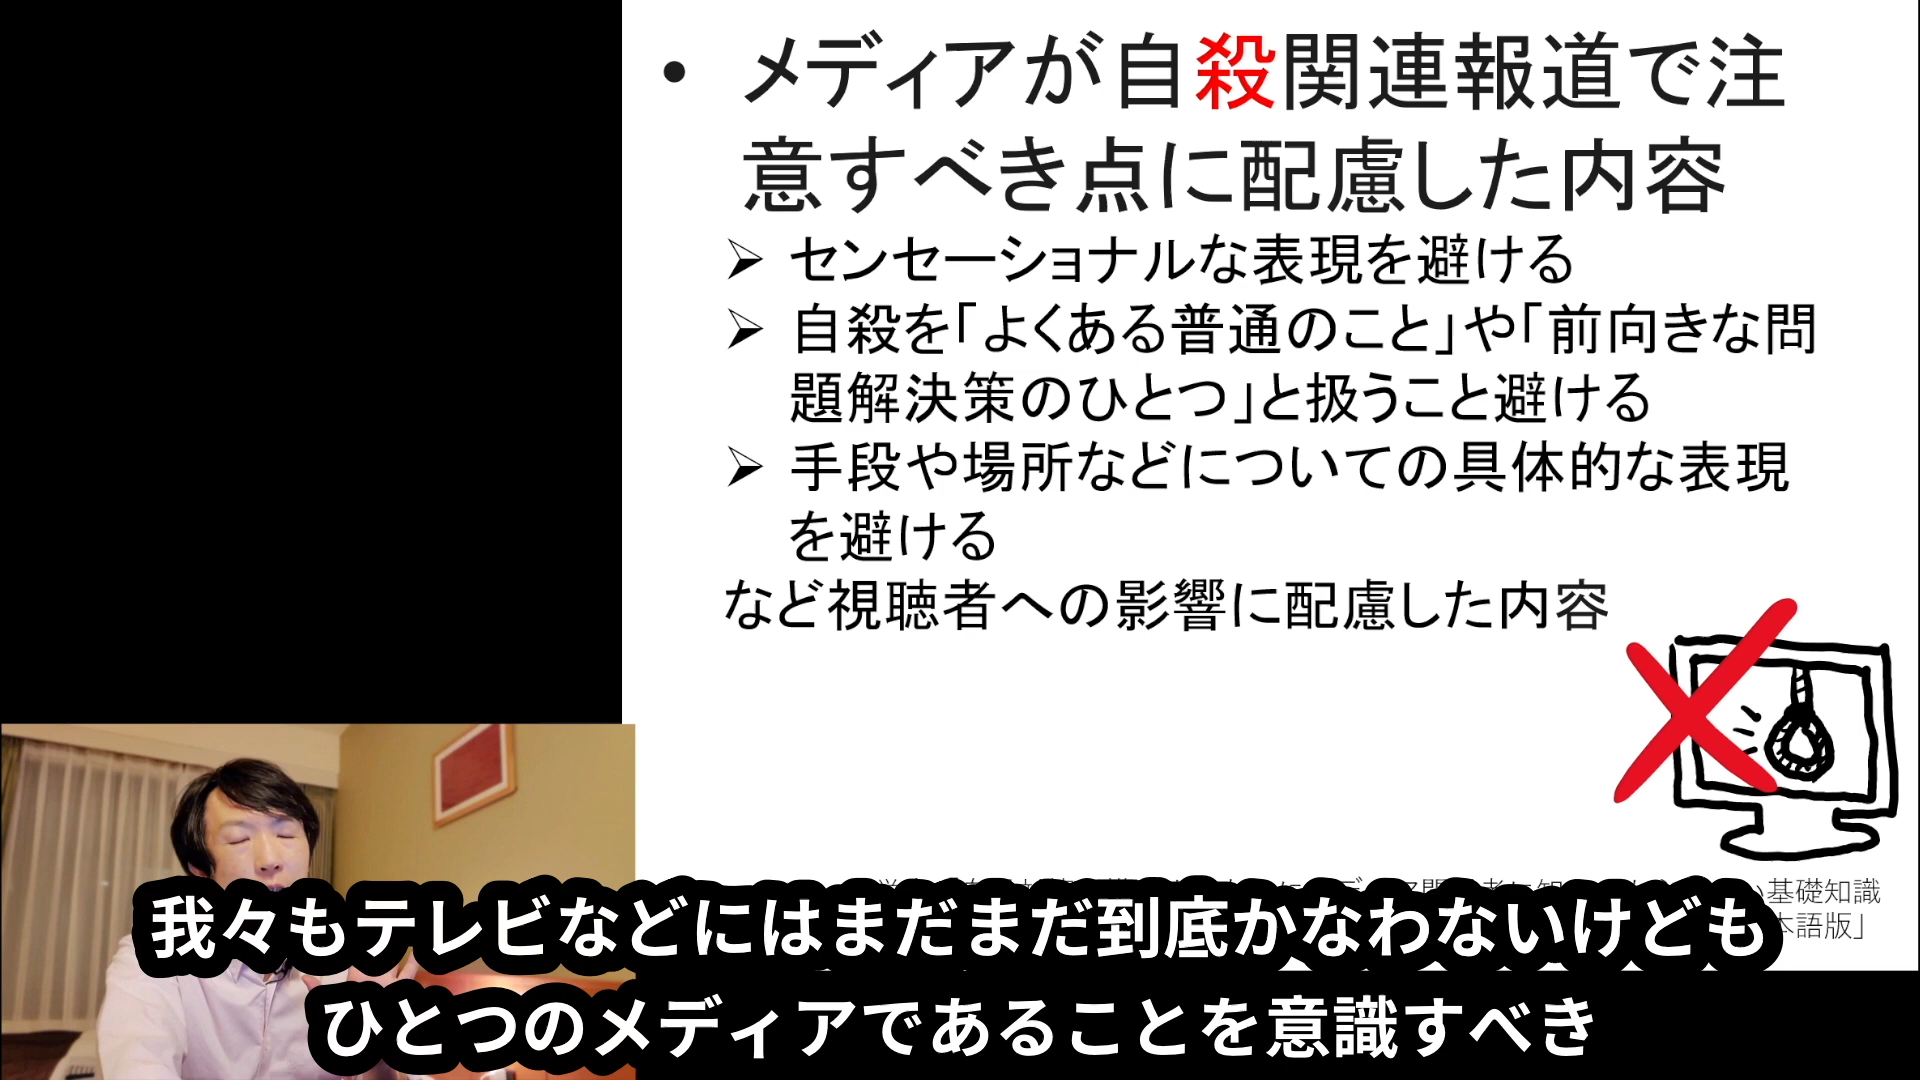 • メディアが自殺関連報道で注
意すべき点に配慮した内容
➢ センセーショナルな表現を避ける
➢ 自殺を「よくある普通のこと」や「前向きな問
題解決策のひとつ」と扱うこと避ける
➢ 手段や場所などについての具体的な表現
を避ける
など視聴者への影響に配慮した内容
基礎知識
本語版」
我々もテレビなどにはまだまだ到底かなわないけども
ひとつのメディアであることを意識すべき